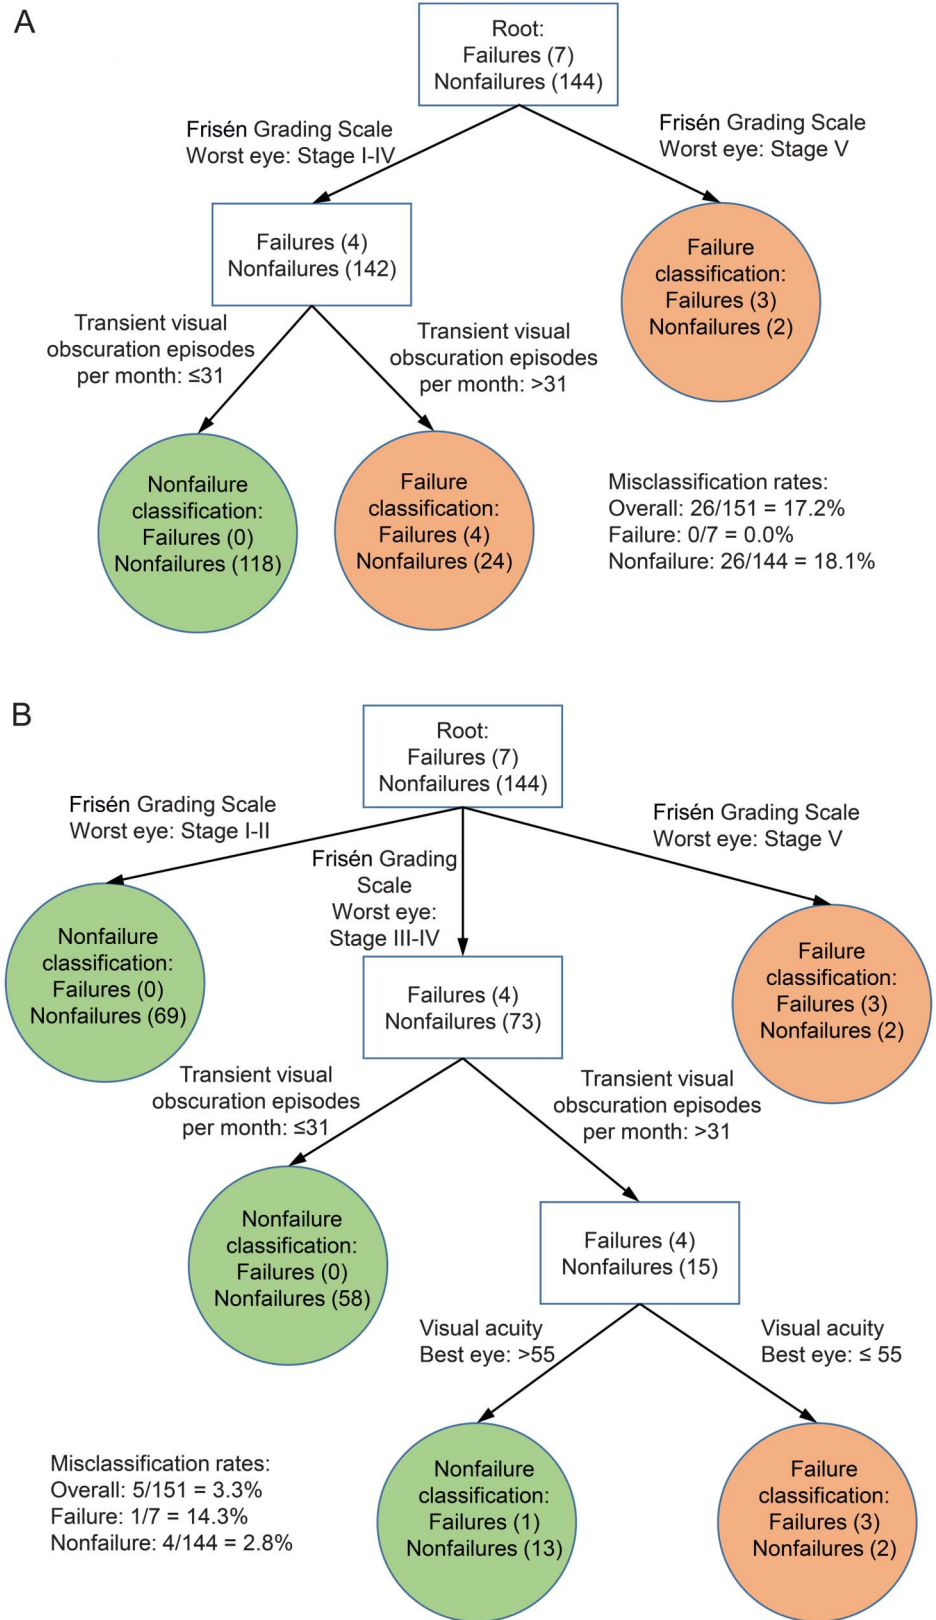 A
Root:
Failures (7)
Nonfailures (144)
Frisén Grading Scale
Worst eye: Stage I-IV
Frisén Grading Scale
Worst eye: Stage V
Failures (4)
Nonfailures (142)
Failure
classification:
Failures (3)
Nonfailures (2)
Transient visual
obscuration episodes
per month: ≤31
Transient visual
obscuration episodes
per month: >31
Nonfailure
classification:
Failures (0)
Nonfailures (118)
Failure
classification:
Failures (4)
Nonfailures (24)
Misclassification rates:
Overall: 26/151 = 17.2%
Failure: 0/7 = 0.0%
Nonfailure: 26/144 = 18.1%
B
Root:
Failures (7)
Nonfailures (144)
Frisén Grading Scale
Worst eye: Stage I-II
Frisén Grading
Scale
Worst eye:
Stage III-IV
Frisén Grading Scale
Worst eye: Stage V
Nonfailure
classification:
Failures (0)
Nonfailures (69)
Failures (4)
Nonfailures (73)
Failure
classification:
Failures (3)
Nonfailures (2)
Transient visual
obscuration episodes
per month: ≤31
Transient visual
obscuration episodes
per month: >31
Nonfailure
classification:
Failures (0)
Nonfailures (58)
Failures (4)
Nonfailures (15)
Visual acuity
Best eye: >55
Visual acuity
Best eye: ≤ 55
Misclassification rates:
Overall: 5/151 = 3.3%
Failure: 1/7 = 14.3%
Nonfailure: 4/144 = 2.8%
Nonfailure
classification:
Failures (1)
Nonfailures (13)
Failure
classification:
Failures (3)
Nonfailures (2)